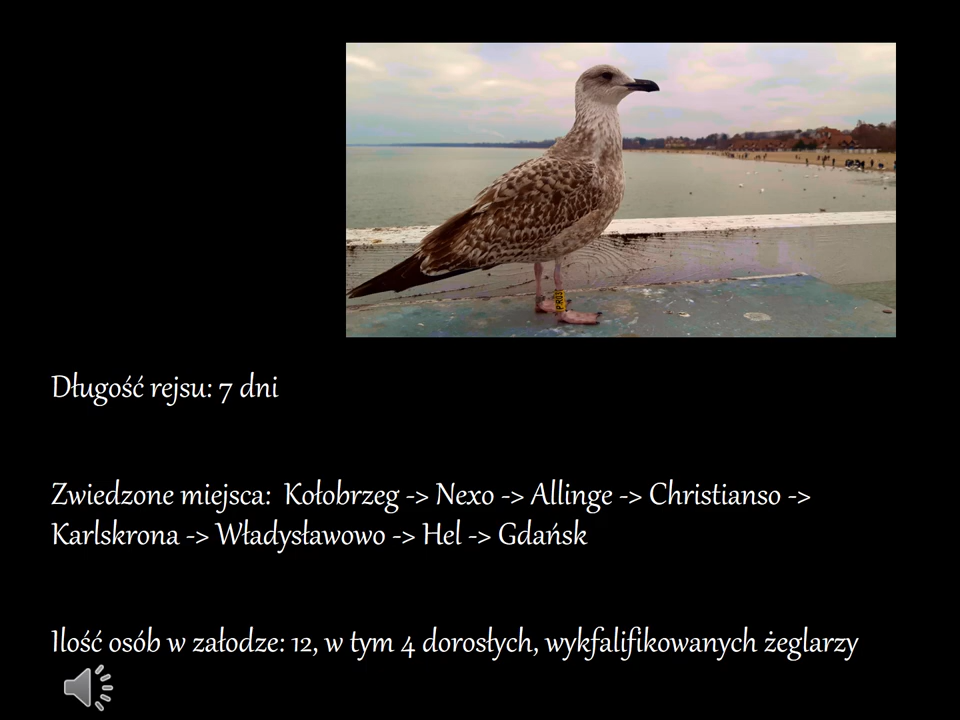 Długość rejsu: 7 dni
Zwiedzone miejsca: Kołobrzeg -> Nexo -> Allinge -> Christianso ->
Karlskrona -> Władysławowo -> Hel -> Gdańsk
Ilość osób w załodze: 12, w tym 4 dorosłych, wykfalifikowanych żeglarzy